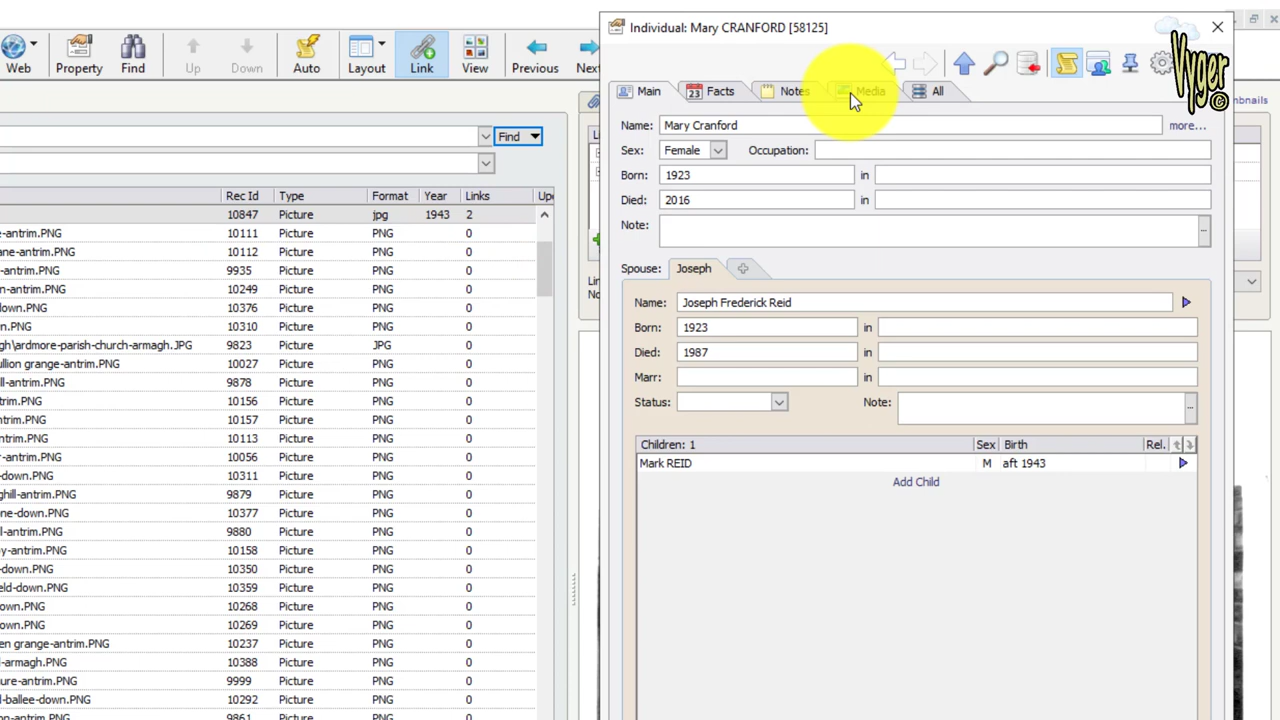 Individual: Mary CRANFORD [58125]
Vyger
©
Web
Property
Find
Up
Down
Auto
Layout
Link
View
Previous
Next
Main
23
Facts
Notes
Media
All
Find
Name: Mary Cranford more...
Sex: Female Occupation:
Born: 1923 in
Died: 2016 in
Note:
Spouse: Joseph
Name: Joseph Frederick Reid
Born: 1923 in
Died: 1987 in
Marr: in
Status: Note:
Children: 1 Sex Birth Rel.
Mark REID M aft 1943
Add Child
Rec Id Type Format Year Links
10847 Picture jpg 1943 2
e-antrim.PNG 10111 Picture PNG 0
ane-antrim.PNG 10112 Picture PNG 0
sh-antrim.PNG 9935 Picture PNG 0
n-antrim.PNG 10249 Picture PNG 0
down.PNG 10376 Picture PNG 0
n.PNG 10310 Picture PNG 0
gh\ardmore-parish-church-armagh.JPG 9823 Picture JPG 0
ullion grange-antrim.PNG 10027 Picture PNG 0
ill-antrim.PNG 9878 Picture PNG 0
trim.PNG 10156 Picture PNG 0
antrim.PNG 10157 Picture PNG 0
-antrim.PNG 10113 Picture PNG 0
r-antrim.PNG 10056 Picture PNG 0
down.PNG 10311 Picture PNG 0
ghill-antrim.PNG 9879 Picture PNG 0
ne-down.PNG 10377 Picture PNG 0
ill-antrim.PNG 9880 Picture PNG 0
by-antrim.PNG 10158 Picture PNG 0
down.PNG 10350 Picture PNG 0
eld-down.PNG 10359 Picture PNG 0
own.PNG 10268 Picture PNG 0
down.PNG 10269 Picture PNG 0
en grange-antrim.PNG 10237 Picture PNG 0
-armagh.PNG 10388 Picture PNG 0
ure-antrim.PNG 9999 Picture PNG 0
l-ballee-down.PNG 10292 Picture PNG 0
on-antrim.PNG 9861 Picture PNG 0